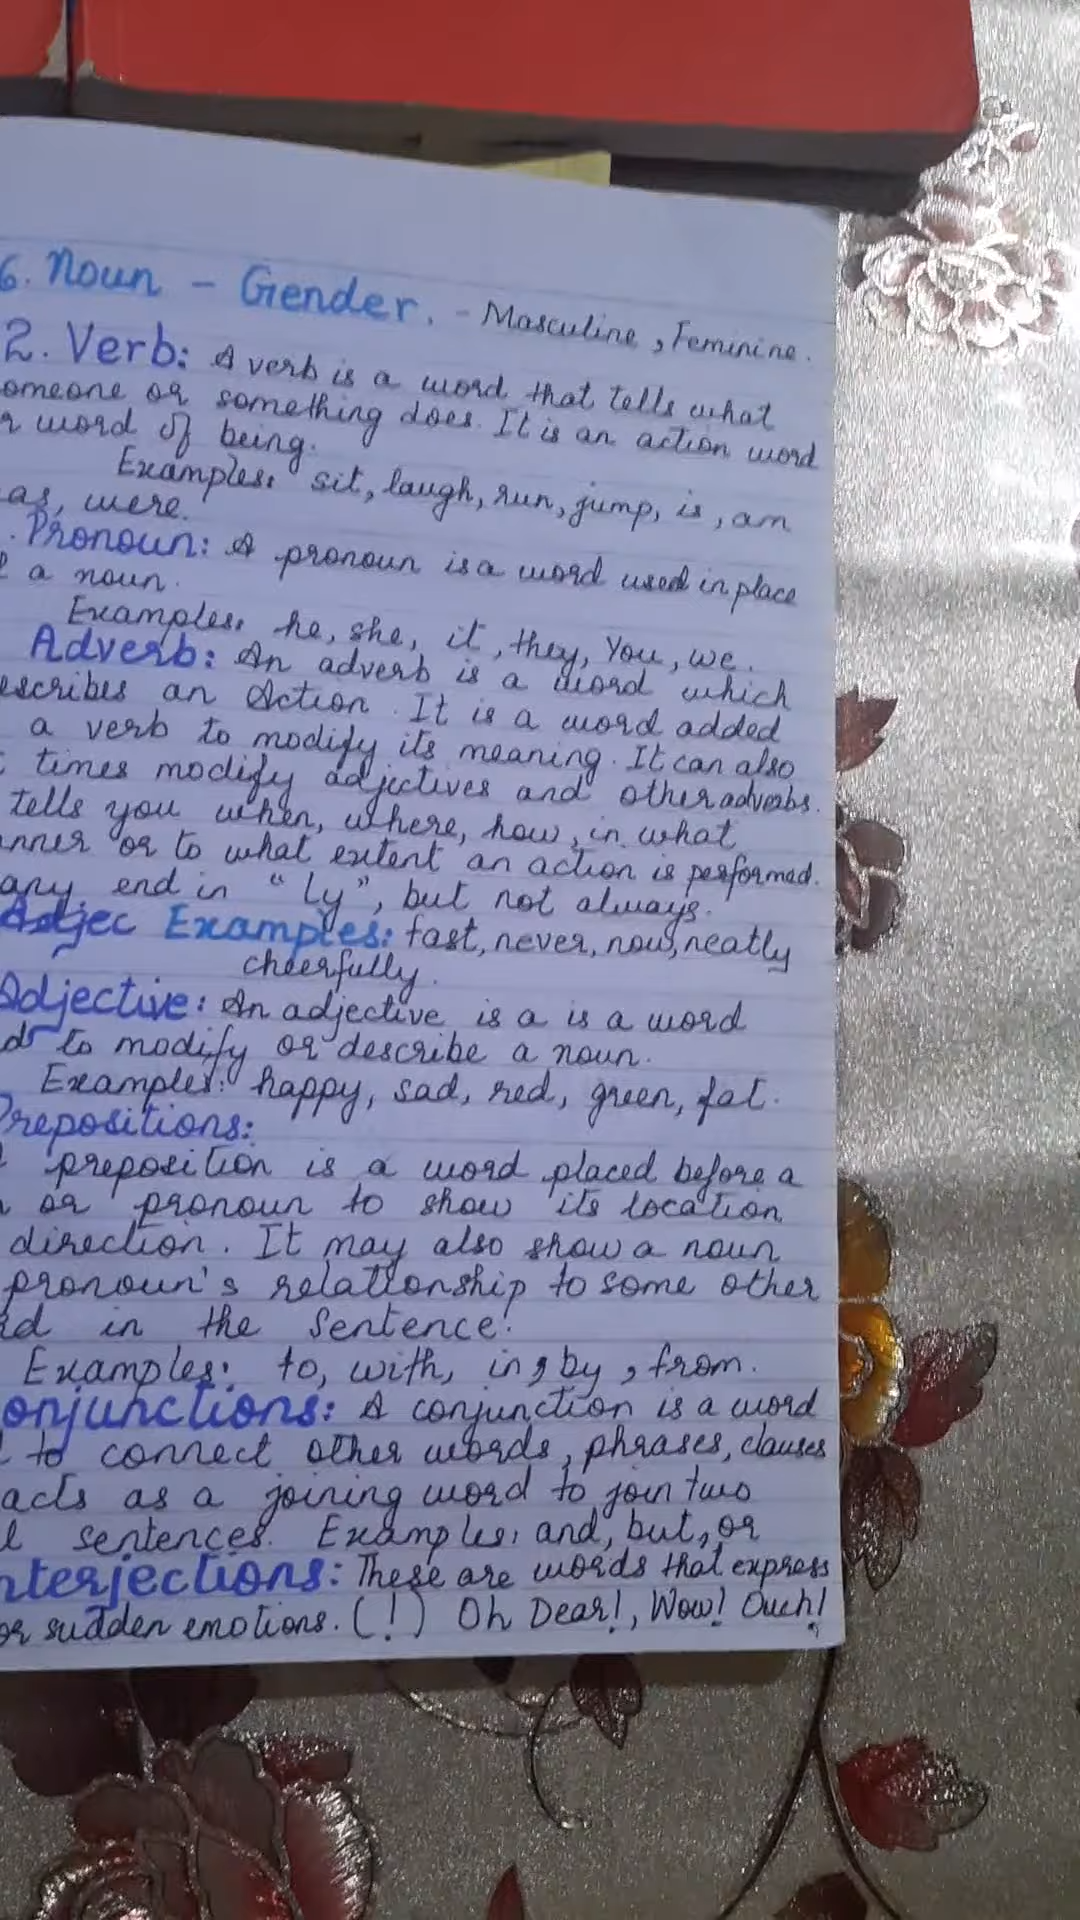 6. Noun - Gender. - Masculine, Feminine.
2. Verb: A verb is a word that tells what
omeone or something does. It is an action word
r word of being.
Examples: sit, laugh, run, jump, is, am
as, were.
. Pronoun: A pronoun is a word used in place
a noun.
Examples: he, she, it, they, You, we.
Adverb: An adverb is a word which
escribes an Action. It is a word added
a verb to modify its meaning. It can also
t times modify adjectives and other adverbs.
tells you when, where, how, in what
nner or to what extent an action is performed.
any end in "ly", but not always.
Adjec Examples: fast, never, now, neatly
cheerfully.
Adjective: An adjective is a is a word
d to modify or describe a noun.
Examples: happy, sad, red, green, fat.
Prepositions:
preposition is a word placed before a
n or pronoun to show its location
direction. It may also show a noun
pronoun's relationship to some other
rd in the Sentence.
Examples: to, with, in, by, from.
onjunctions: A conjunction is a word
d to connect other words, phrases, clauses
acts as a joining word to join two
l sentences. Examples: and, but, or
nterjections: These are words that express
or sudden emotions. (!) Oh Dear!, Wow! Ouch!